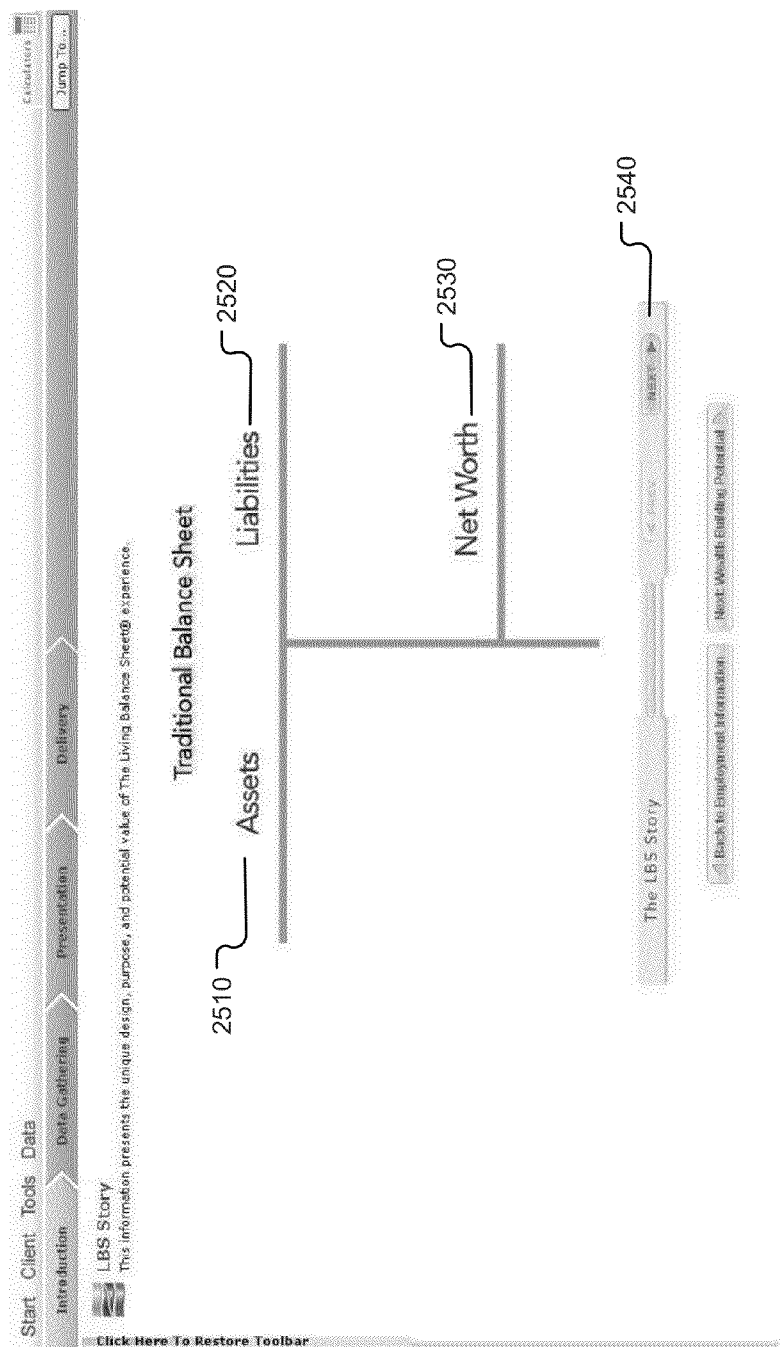 Start Client Tools Data
Calculators
Introduction Data Gathering Presentation Delivery
Jump To...
LBS Story
This information presents the unique design, purpose, and potential value of The Living Balance Sheet® experience.
Click Here To Restore Toolbar
Traditional Balance Sheet
2510 Assets
Liabilities 2520
Net Worth 2530
The LBS Story
PREV NEXT
2540
Back to Employment Information
Next: Wealth Building Potential